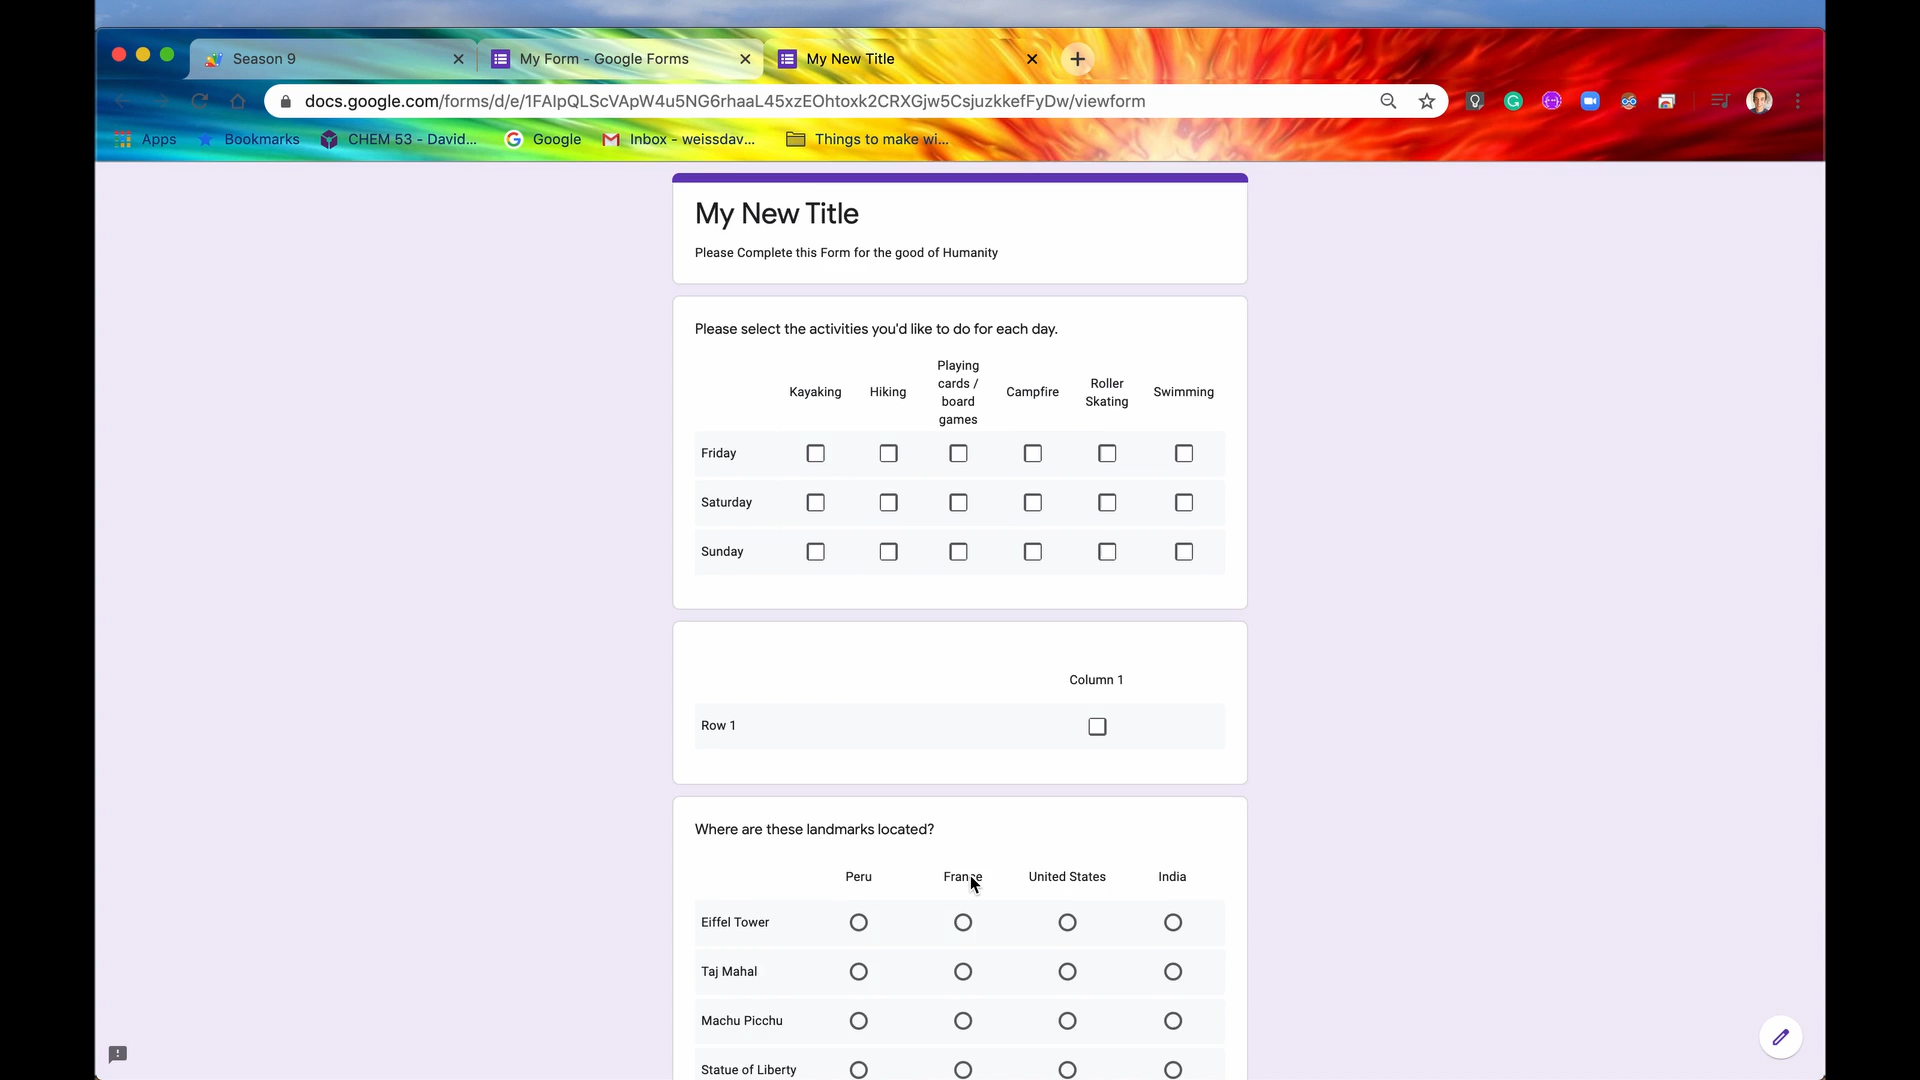 Season 9
My Form - Google Forms
My New Title
docs.google.com/forms/d/e/1FAIpQLScVApW4u5NG6rhaaL45xzEOhtoxk2CRXGjw5CsjuzkkefFyDw/viewform
Apps
Bookmarks
CHEM 53 - David...
Google
Inbox - weissdav...
Things to make wi...
My New Title
Please Complete this Form for the good of Humanity
Please select the activities you'd like to do for each day.
Kayaking
Hiking
Playing
cards /
board
games
Campfire
Roller
Skating
Swimming
Friday
Saturday
Sunday
Column 1
Row 1
Where are these landmarks located?
Peru
France
United States
India
Eiffel Tower
Taj Mahal
Machu Picchu
Statue of Liberty